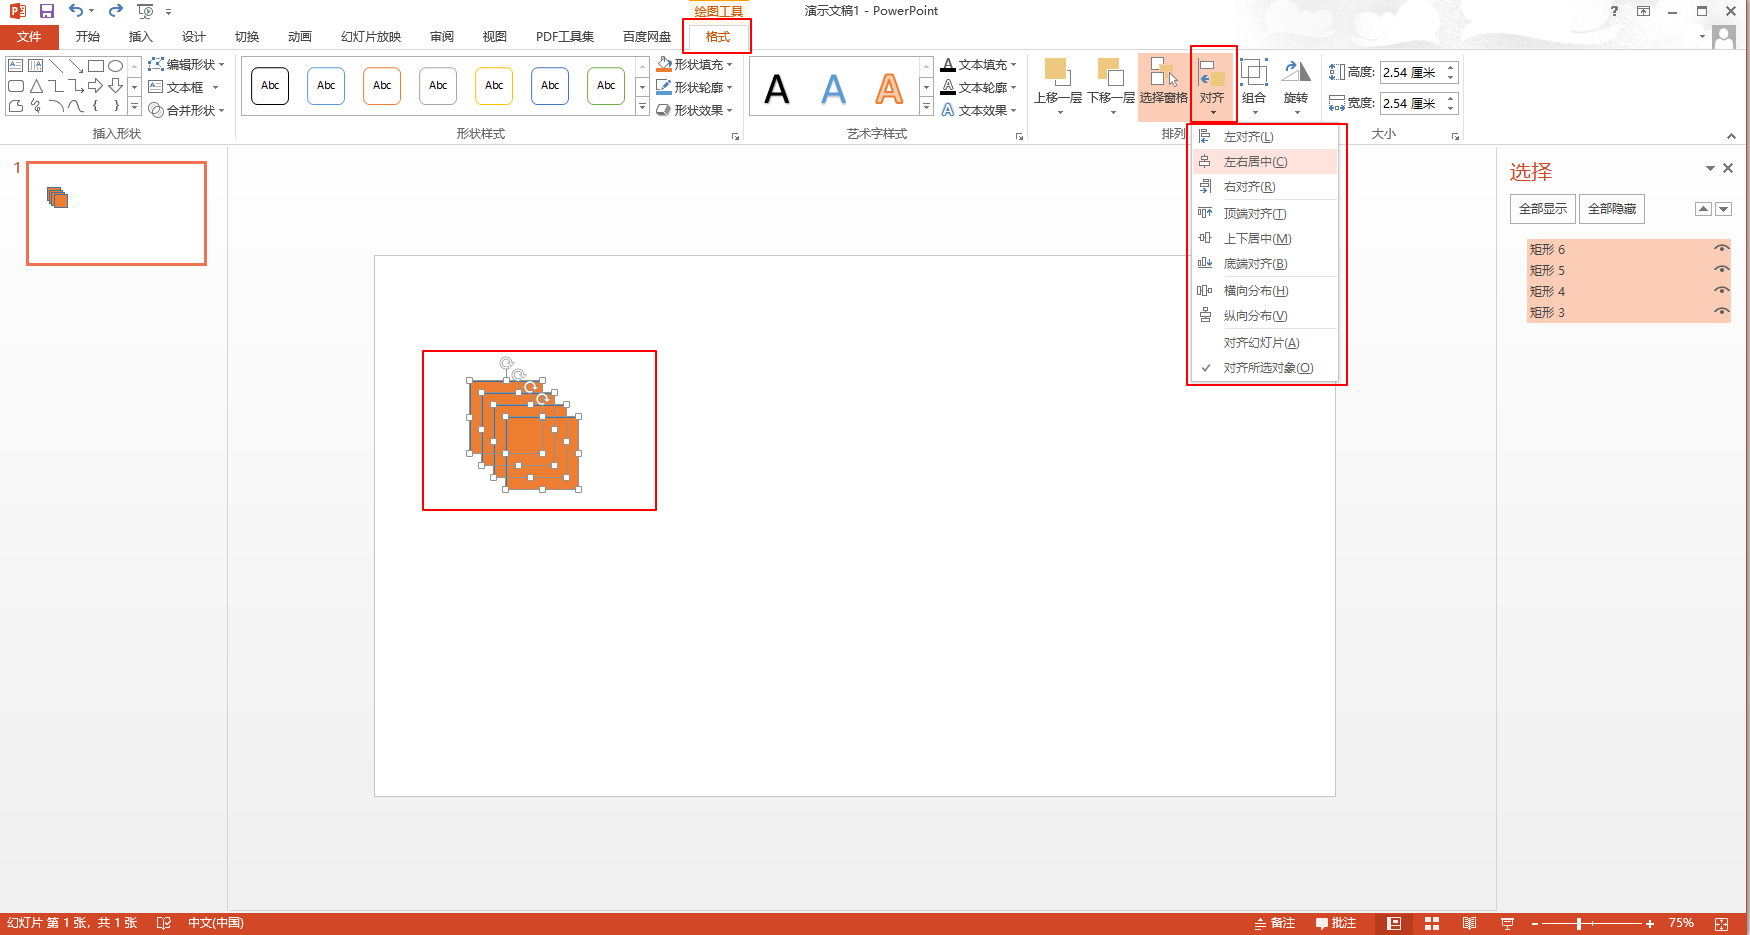 绘图工具
演示文稿1 - PowerPoint
?
文件 开始 插入 设计 切换 动画 幻灯片放映 审阅 视图 PDF工具集 百度网盘 格式
编辑形状
文本框
合并形状
插入形状
Abc Abc Abc Abc Abc Abc Abc
形状填充
形状轮廓
形状效果
形状样式
A A A
文本填充
文本轮廓
文本效果
艺术字样式
上移一层 下移一层 选择窗格 对齐 组合 旋转
排列
高度: 2.54 厘米
宽度: 2.54 厘米
大小
左对齐(L)
左右居中(C)
右对齐(R)
顶端对齐(T)
上下居中(M)
底端对齐(B)
横向分布(H)
纵向分布(V)
对齐幻灯片(A)
对齐所选对象(O)
1
选择
全部显示 全部隐藏
矩形 6
矩形 5
矩形 4
矩形 3
幻灯片 第 1 张，共 1 张 中文(中国) 备注 批注 75%